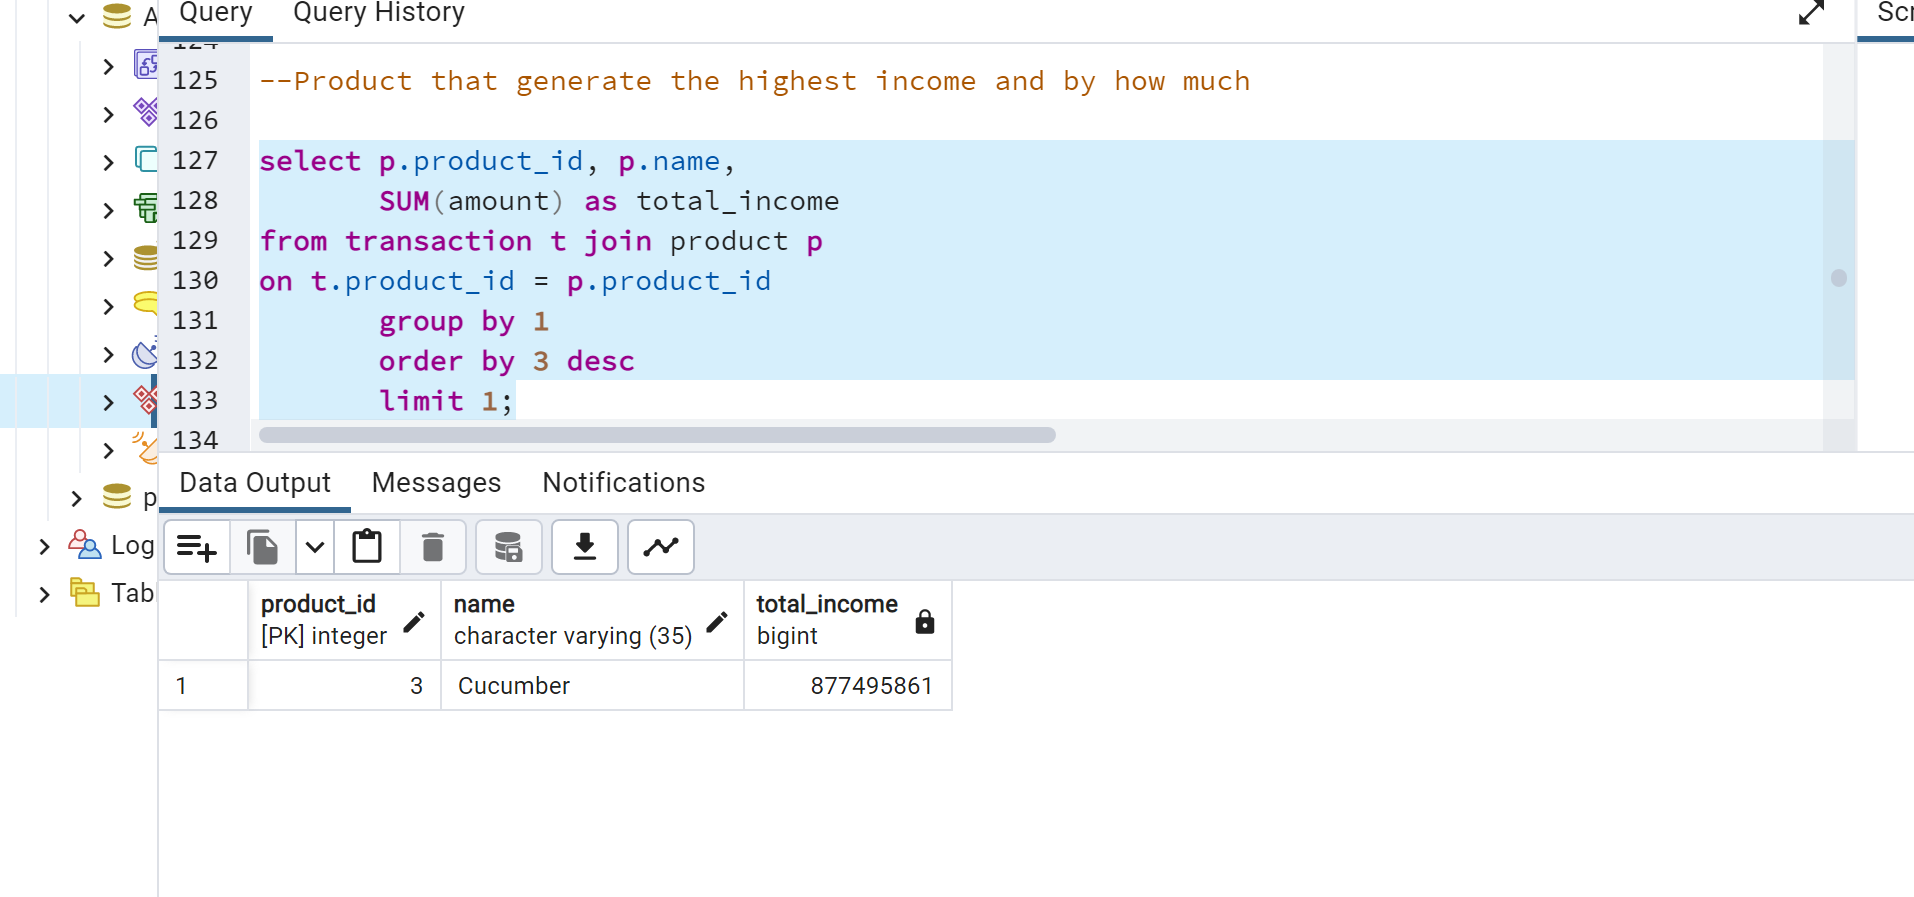 A
Query
Query History
Scr
125 --Product that generate the highest income and by how much
126
127 select p.product_id, p.name,
128 SUM(amount) as total_income
129 from transaction t join product p
130 on t.product_id = p.product_id
131 group by 1
132 order by 3 desc
133 limit 1;
134
p
Log
Tab
Data Output
Messages
Notifications
product_id name total_income
[PK] integer character varying (35) bigint
1 3 Cucumber 877495861